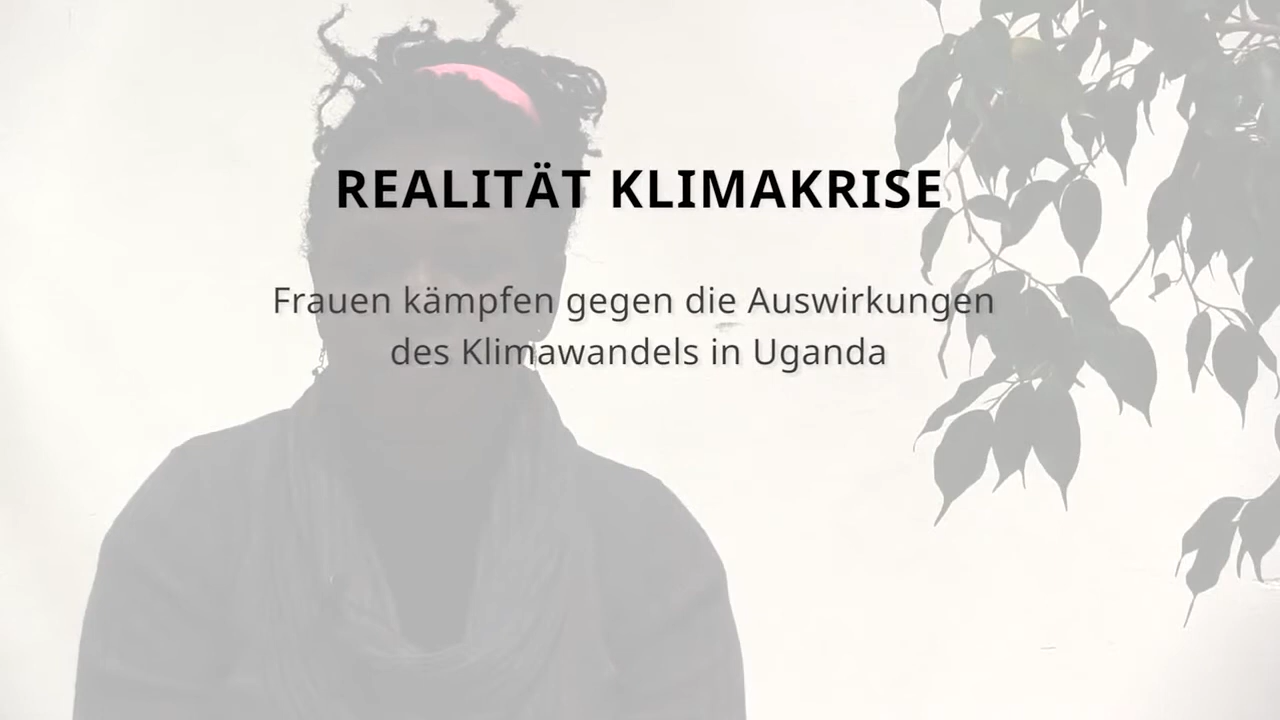 REALITÄT KLIMAKRISE
Frauen kämpfen gegen die Auswirkungen
des Klimawandels in Uganda